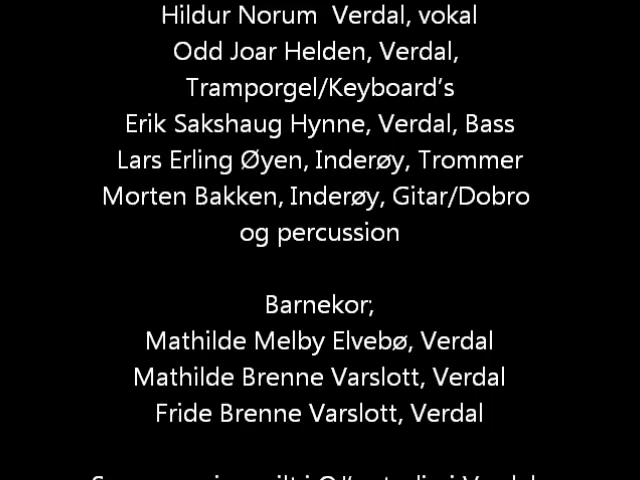 Hildur Norum  Verdal, vokal
Odd Joar Helden, Verdal,
Tramporgel/Keyboard’s
Erik Sakshaug Hynne, Verdal, Bass
Lars Erling Øyen, Inderøy, Trommer
Morten Bakken, Inderøy, Gitar/Dobro
og percussion
Barnekor;
Mathilde Melby Elvebø, Verdal
Mathilde Brenne Varslott, Verdal
Fride Brenne Varslott, Verdal